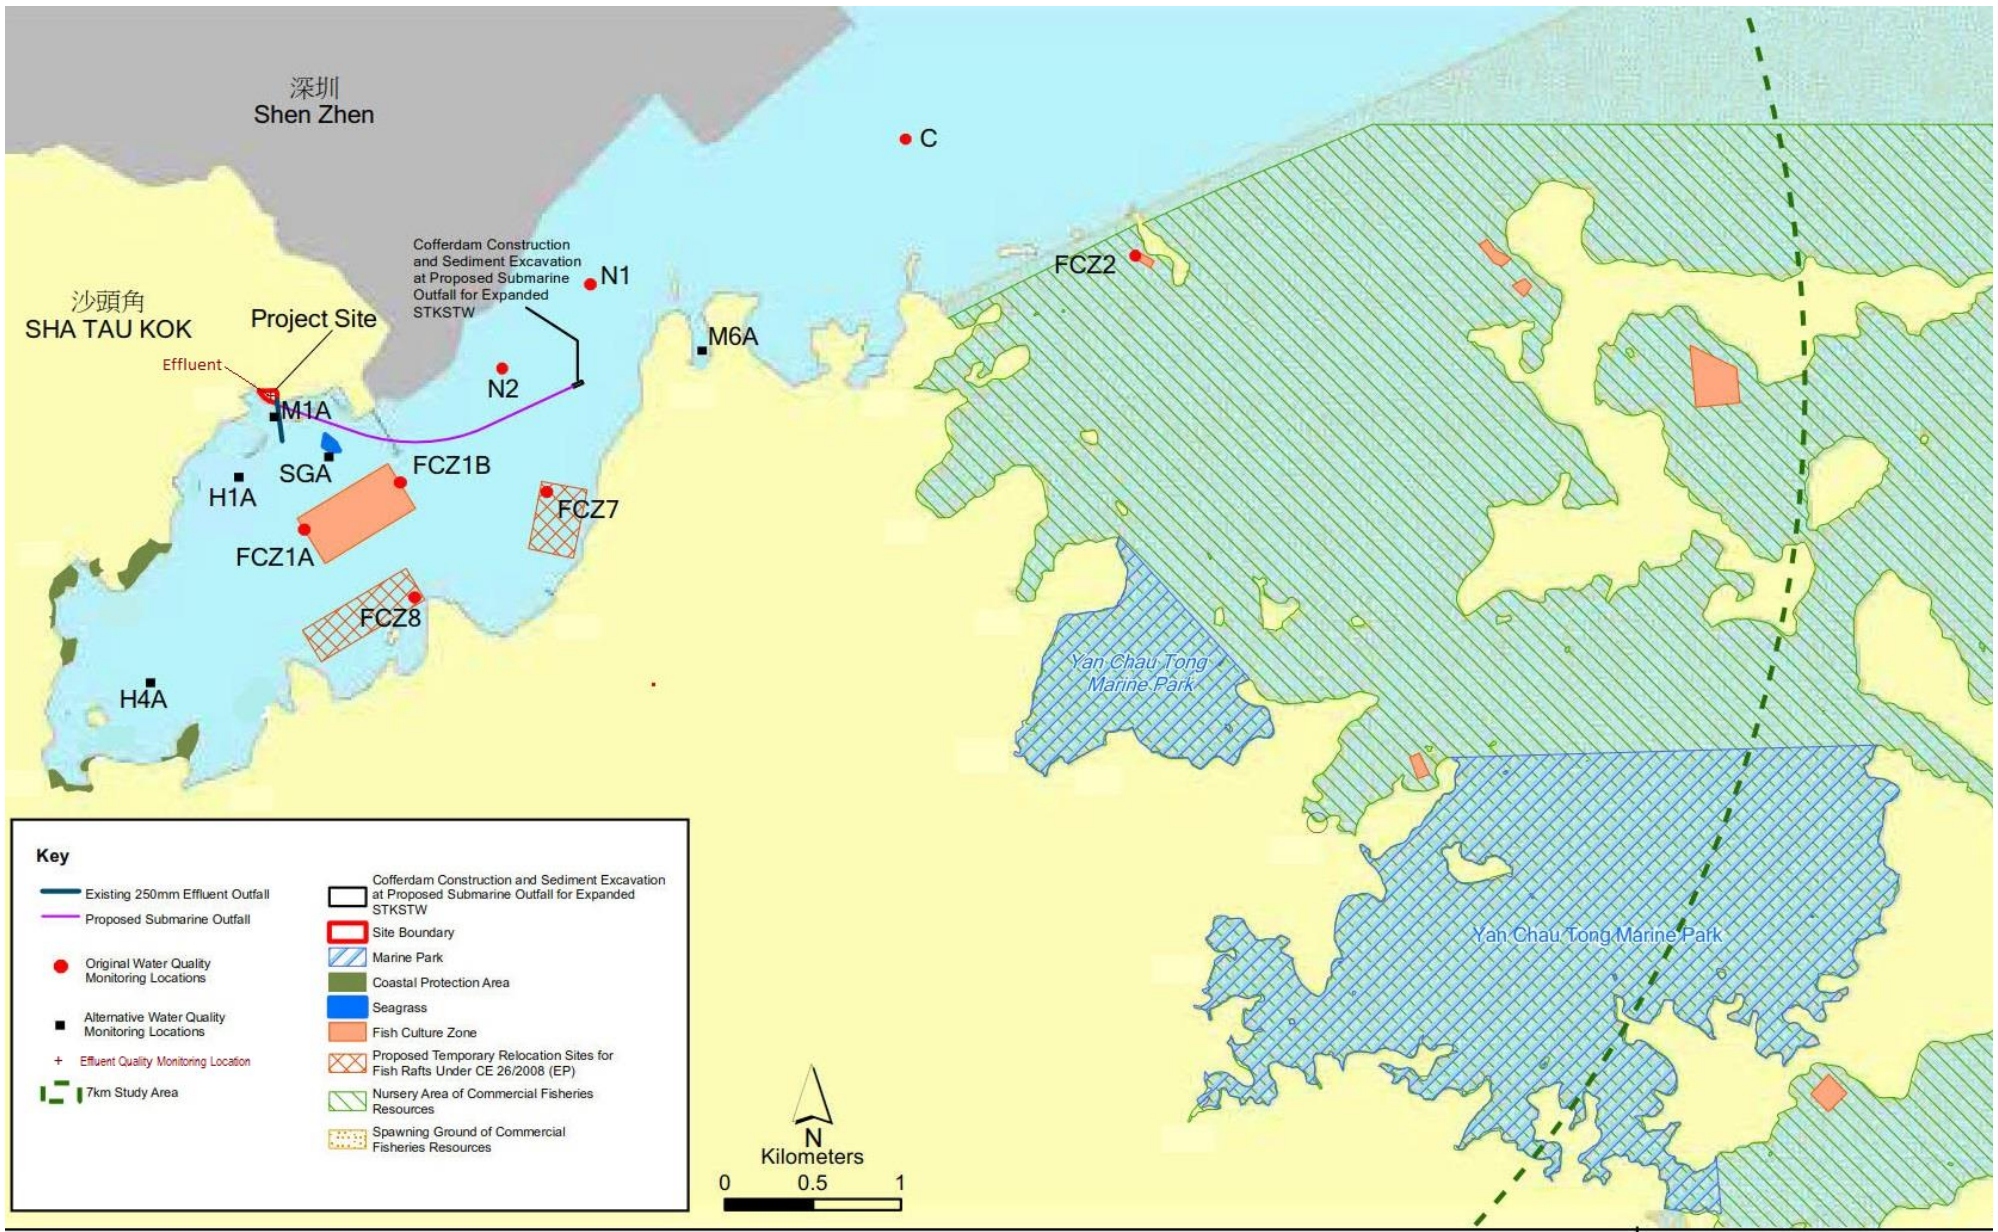 深圳
Shen Zhen
C
Cofferdam Construction
and Sediment Excavation
at Proposed Submarine
Outfall for Expanded
STKSTW
N1
FCZ2
沙頭角
SHA TAU KOK
Project Site
Effluent
M6A
N2
M1A
SGA
FCZ1B
H1A
FCZ7
FCZ1A
FCZ8
H4A
Yan Chau Tong
Marine Park
Yan Chau Tong Marine Park
Key
Existing 250mm Effluent Outfall
Proposed Submarine Outfall
Original Water Quality
Monitoring Locations
Alternative Water Quality
Monitoring Locations
Effluent Quality Monitoring Location
7km Study Area
Cofferdam Construction and Sediment Excavation
at Proposed Submarine Outfall for Expanded
STKSTW
Site Boundary
Marine Park
Coastal Protection Area
Seagrass
Fish Culture Zone
Proposed Temporary Relocation Sites for
Fish Rafts Under CE 26/2008 (EP)
Nursery Area of Commercial Fisheries
Resources
Spawning Ground of Commercial
Fisheries Resources
N
Kilometers
0 0.5 1